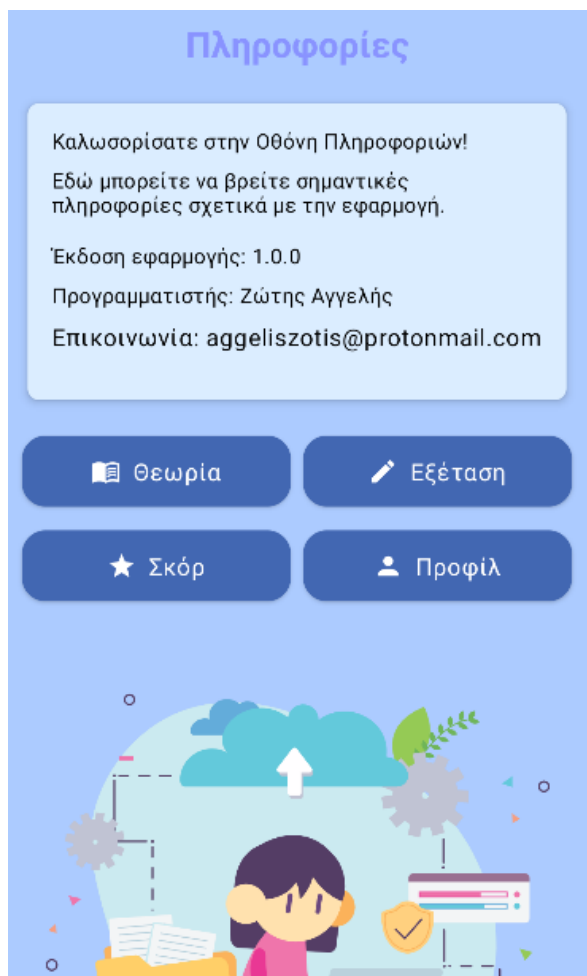 Πληροφορίες
Καλωσορίσατε στην Οθόνη Πληροφοριών!
Εδώ μπορείτε να βρείτε σημαντικές
πληροφορίες σχετικά με την εφαρμογή.
Έκδοση εφαρμογής: 1.0.0
Προγραμματιστής: Ζώτης Αγγελής
Επικοινωνία: aggeliszotis@protonmail.com
Θεωρία
Εξέταση
Σκόρ
Προφίλ